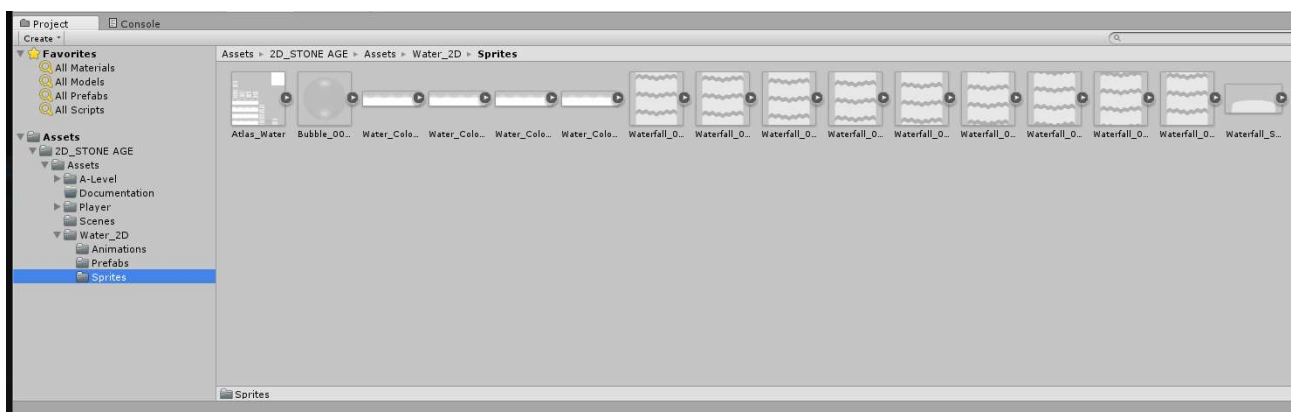 Project
Console
Create
Favorites
All Materials
All Models
All Prefabs
All Scripts
Assets
2D_STONE AGE
Assets
A-Level
Documentation
Player
Scenes
Water_2D
Animations
Prefabs
Sprites
Assets ▸ 2D_STONE AGE ▸ Assets ▸ Water_2D ▸ Sprites
Atlas_Water Bubble_00... Water_Colo... Water_Colo... Water_Colo... Water_Colo... Waterfall_0... Waterfall_0... Waterfall_0... Waterfall_0... Waterfall_0... Waterfall_0... Waterfall_0... Waterfall_0... Waterfall_0... Waterfall_S...
Sprites